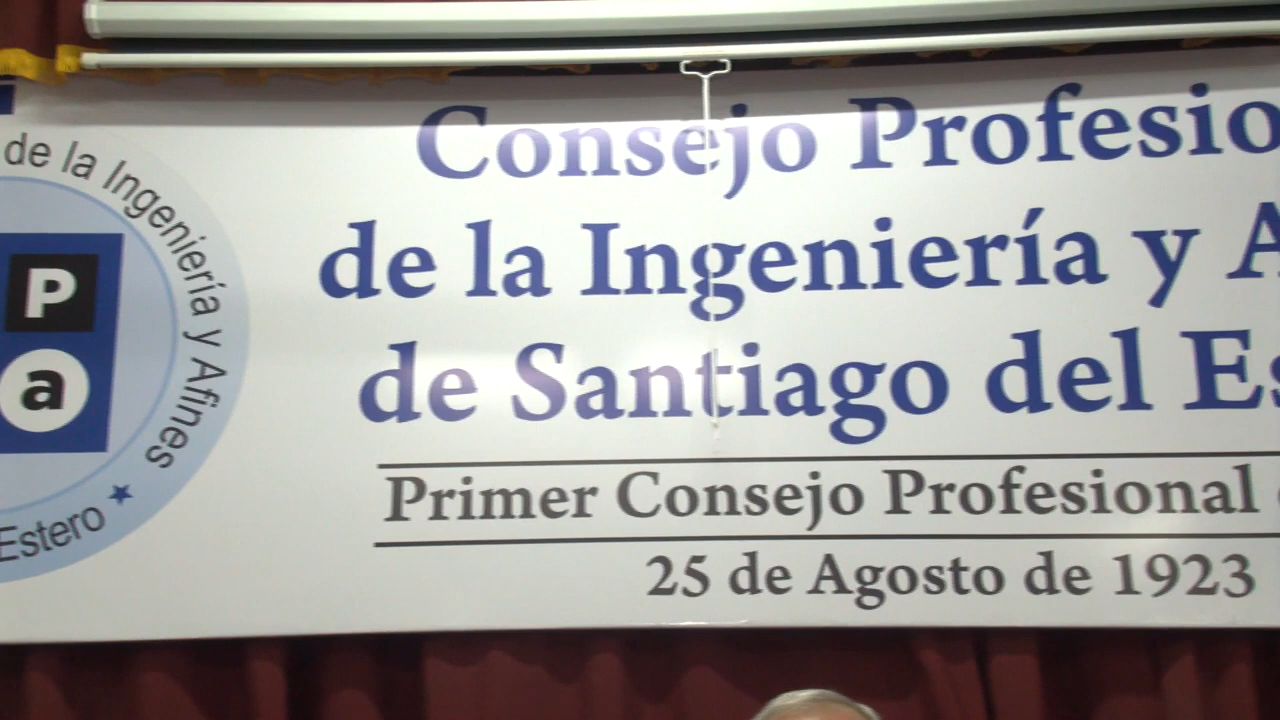 Consejo Profesio
de la Ingeniería y A
de Santiago del Es
Primer Consejo Profesional
25 de Agosto de 1923
de la Ingeniería y Afines
Estero
P
a